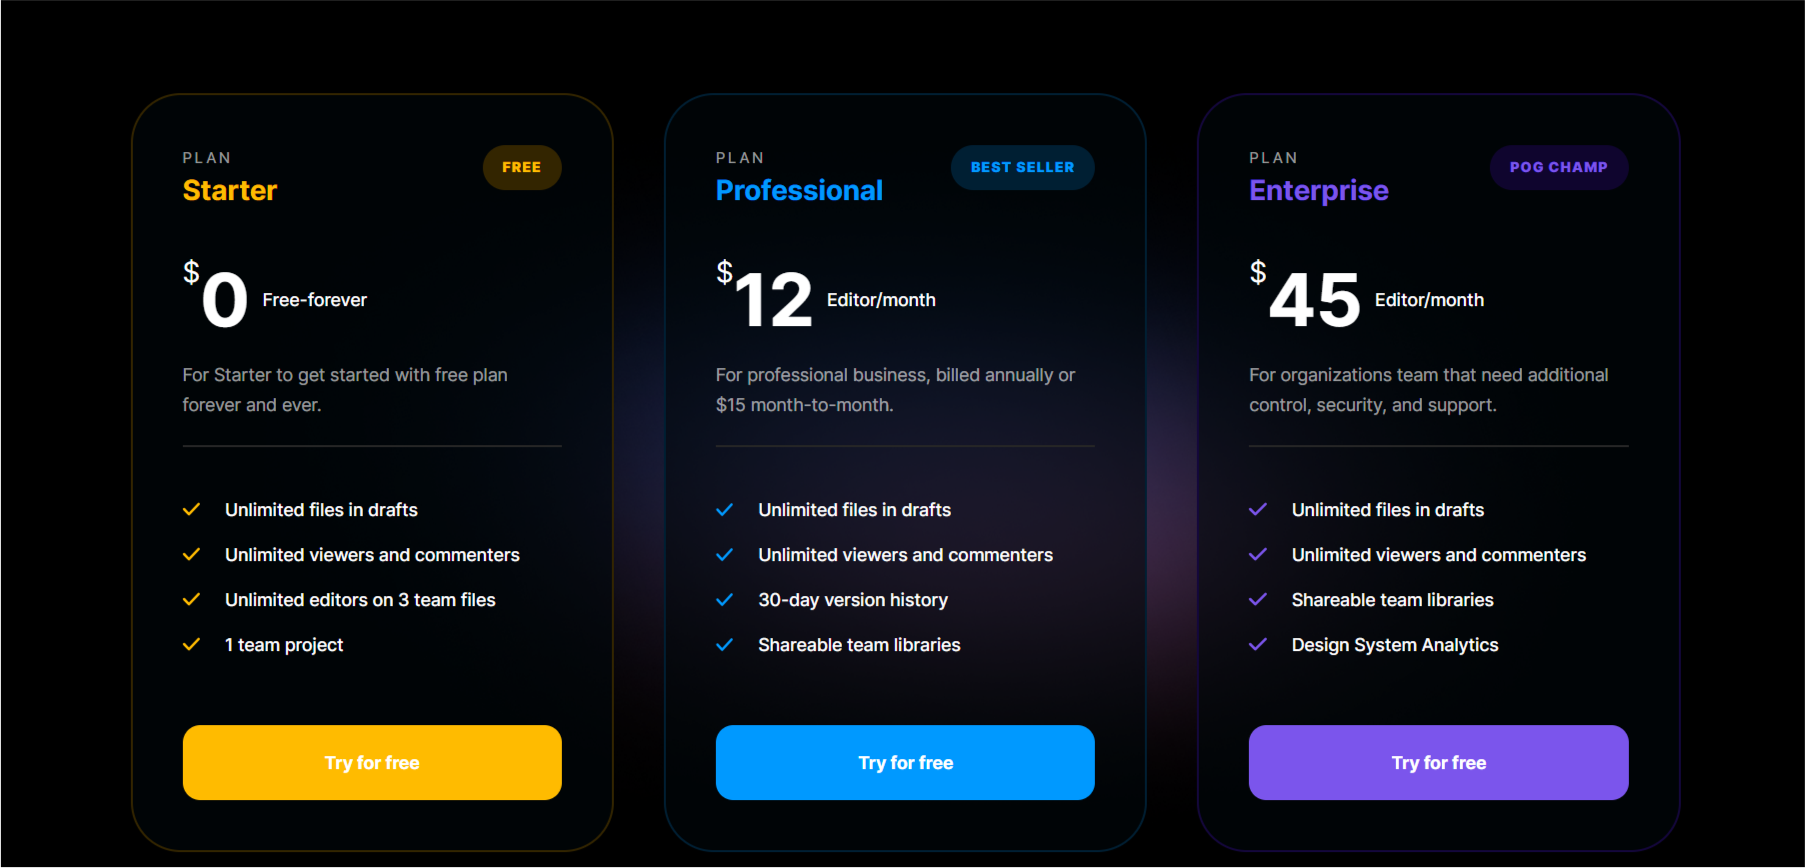 PLAN
Starter
FREE
$0 Free-forever
For Starter to get started with free plan
forever and ever.
Unlimited files in drafts
Unlimited viewers and commenters
Unlimited editors on 3 team files
1 team project
Try for free
PLAN
Professional
BEST SELLER
$12 Editor/month
For professional business, billed annually or
$15 month-to-month.
Unlimited files in drafts
Unlimited viewers and commenters
30-day version history
Shareable team libraries
Try for free
PLAN
Enterprise
POG CHAMP
$45 Editor/month
For organizations team that need additional
control, security, and support.
Unlimited files in drafts
Unlimited viewers and commenters
Shareable team libraries
Design System Analytics
Try for free